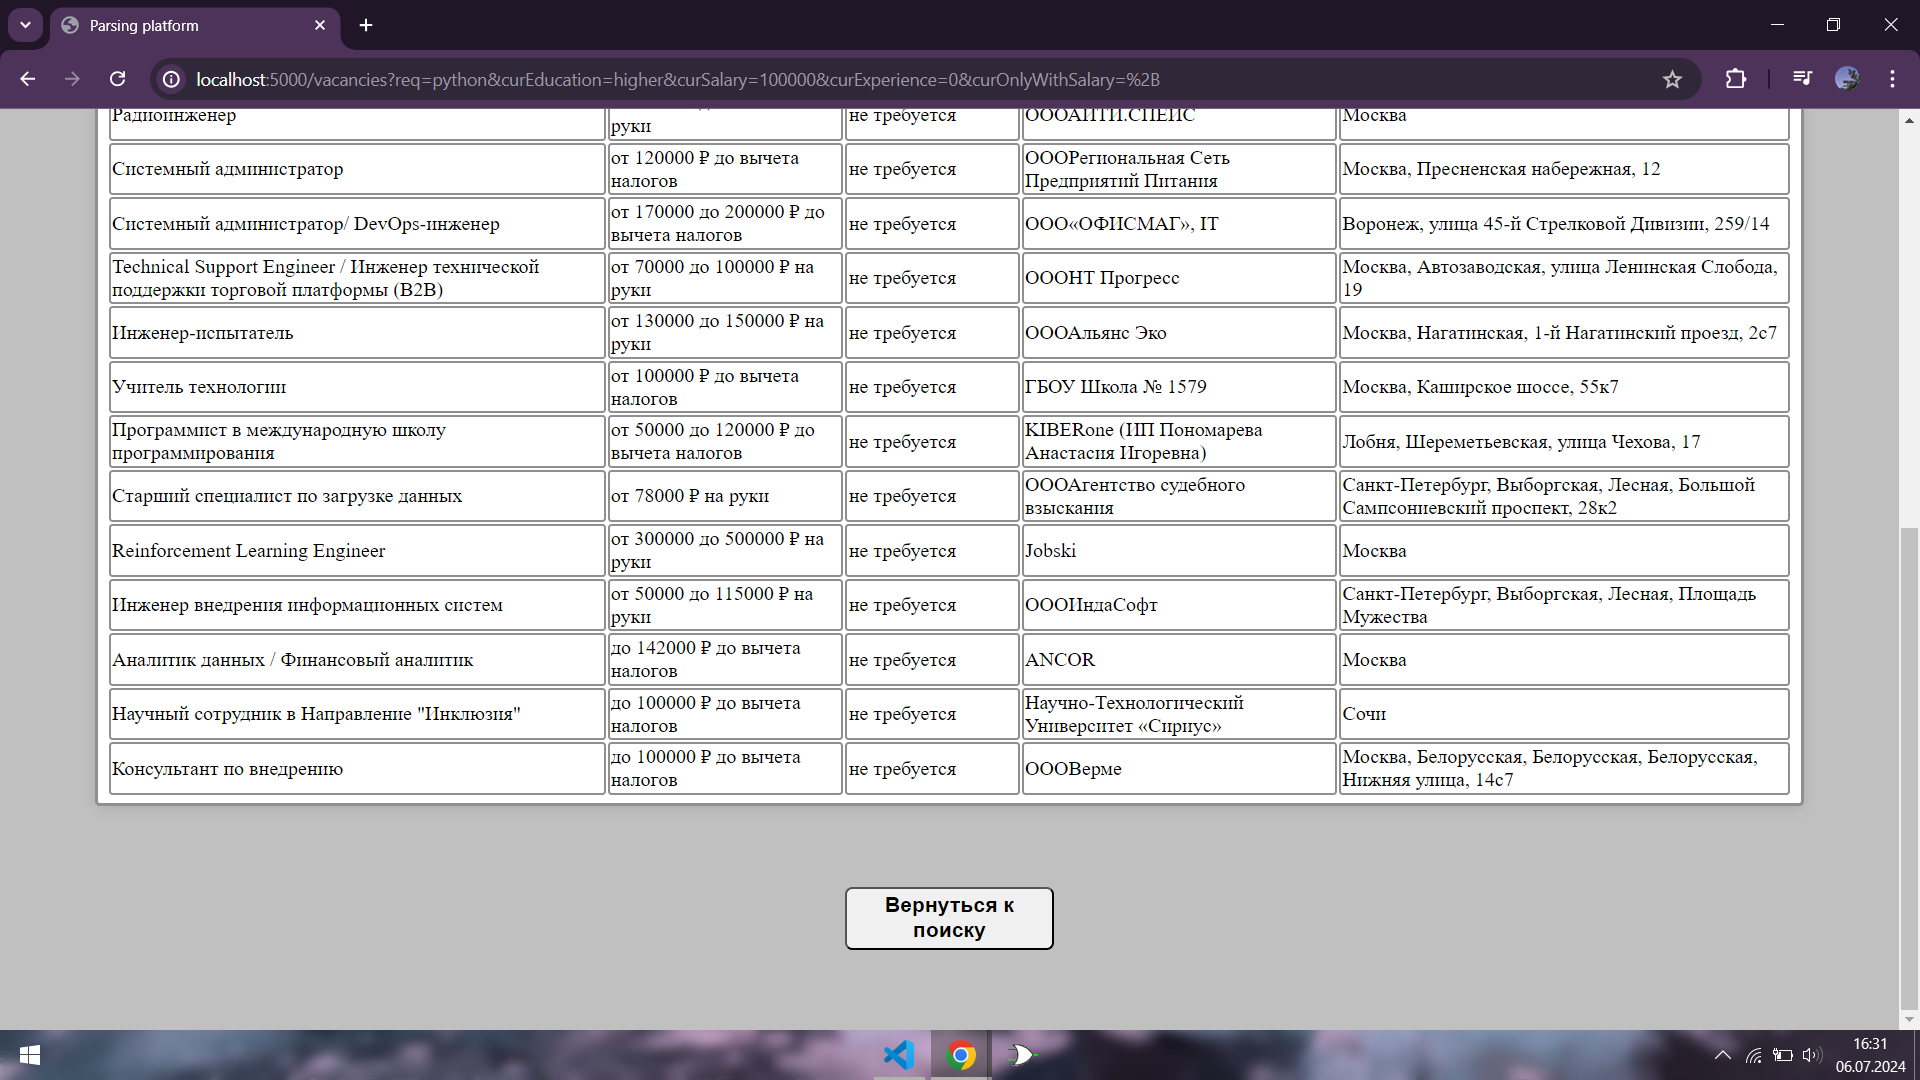 Parsing platform
localhost:5000/vacancies?req=python&curEducation=higher&curSalary=100000&curExperience=0&curOnlyWithSalary=%2B
Радиоинженер
руки
не требуется
ОООАЙТИ.СПЕЙС
Москва
Системный администратор
от 120000 ₽ до вычета
налогов
не требуется
ОООРегиональная Сеть
Предприятий Питания
Москва, Пресненская набережная, 12
Системный администратор/ DevOps-инженер
от 170000 до 200000 ₽ до
вычета налогов
не требуется
ООО«ОФИСМАГ», IT
Воронеж, улица 45-й Стрелковой Дивизии, 259/14
Technical Support Engineer / Инженер технической
поддержки торговой платформы (B2B)
от 70000 до 100000 ₽ на
руки
не требуется
ОООНТ Прогресс
Москва, Автозаводская, улица Ленинская Слобода,
19
Инженер-испытатель
от 130000 до 150000 ₽ на
руки
не требуется
ОООАльянс Эко
Москва, Нагатинская, 1-й Нагатинский проезд, 2с7
Учитель технологии
от 100000 ₽ до вычета
налогов
не требуется
ГБОУ Школа № 1579
Москва, Каширское шоссе, 55к7
Программист в международную школу
программирования
от 50000 до 120000 ₽ до
вычета налогов
не требуется
KIBERone (ИП Пономарева
Анастасия Игоревна)
Лобня, Шереметьевская, улица Чехова, 17
Старший специалист по загрузке данных
от 78000 ₽ на руки
не требуется
ОООАгентство судебного
взыскания
Санкт-Петербург, Выборгская, Лесная, Большой
Сампсониевский проспект, 28к2
Reinforcement Learning Engineer
от 300000 до 500000 ₽ на
руки
не требуется
Jobski
Москва
Инженер внедрения информационных систем
от 50000 до 115000 ₽ на
руки
не требуется
ОООИндаСофт
Санкт-Петербург, Выборгская, Лесная, Площадь
Мужества
Аналитик данных / Финансовый аналитик
до 142000 ₽ до вычета
налогов
не требуется
ANCOR
Москва
Научный сотрудник в Направление "Инклюзия"
до 100000 ₽ до вычета
налогов
не требуется
Научно-Технологический
Университет «Сириус»
Сочи
Консультант по внедрению
до 100000 ₽ до вычета
налогов
не требуется
ОООВерме
Москва, Белорусская, Белорусская, Белорусская,
Нижняя улица, 14с7
Вернуться к
поиску
16:31
06.07.2024